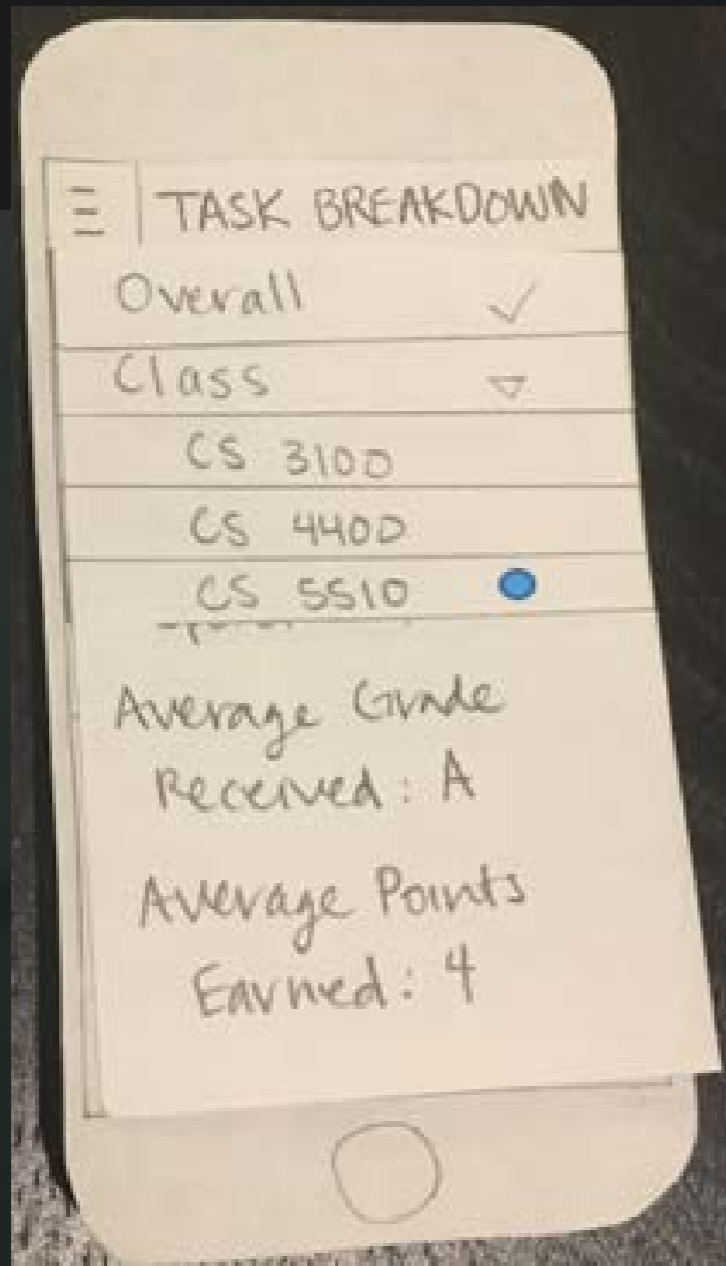 TASK BREAKDOWN
Overall
Class
CS 3100
CS 4400
CS 5510
Average Grade
Received: A
Average Points
Earned: 4